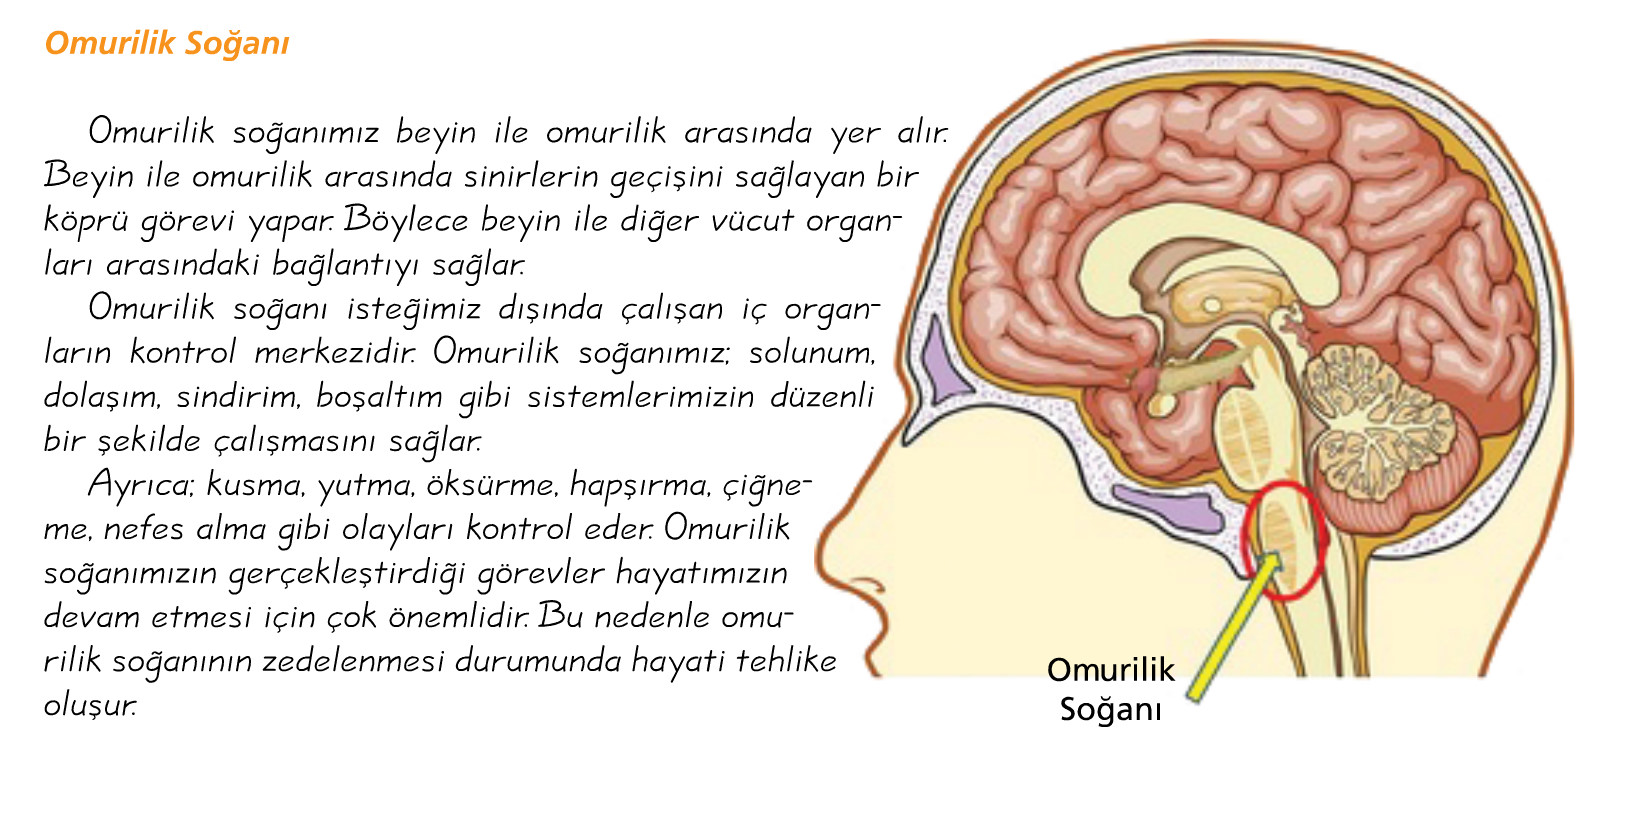 Omurilik Soğanı
Omurilik soğanımız beyin ile omurilik arasında yer alır.
Beyin ile omurilik arasında sinirlerin geçişini sağlayan bir
köprü görevi yapar. Böylece beyin ile diğer vücut organ-
ları arasındaki bağlantıyı sağlar.
Omurilik soğanı isteğimiz dışında çalışan iç organ-
ların kontrol merkezidir. Omurilik soğanımız; solunum,
dolaşım, sindirim, boşaltım gibi sistemlerimizin düzenli
bir şekilde çalışmasını sağlar.
Ayrıca; kusma, yutma, öksürme, hapşırma, çiğne-
me, nefes alma gibi olayları kontrol eder. Omurilik
soğanımızın gerçekleştirdiği görevler hayatımızın
devam etmesi için çok önemlidir. Bu nedenle omu-
rilik soğanının zedelenmesi durumunda hayati tehlike
oluşur.
Omurilik
Soğanı